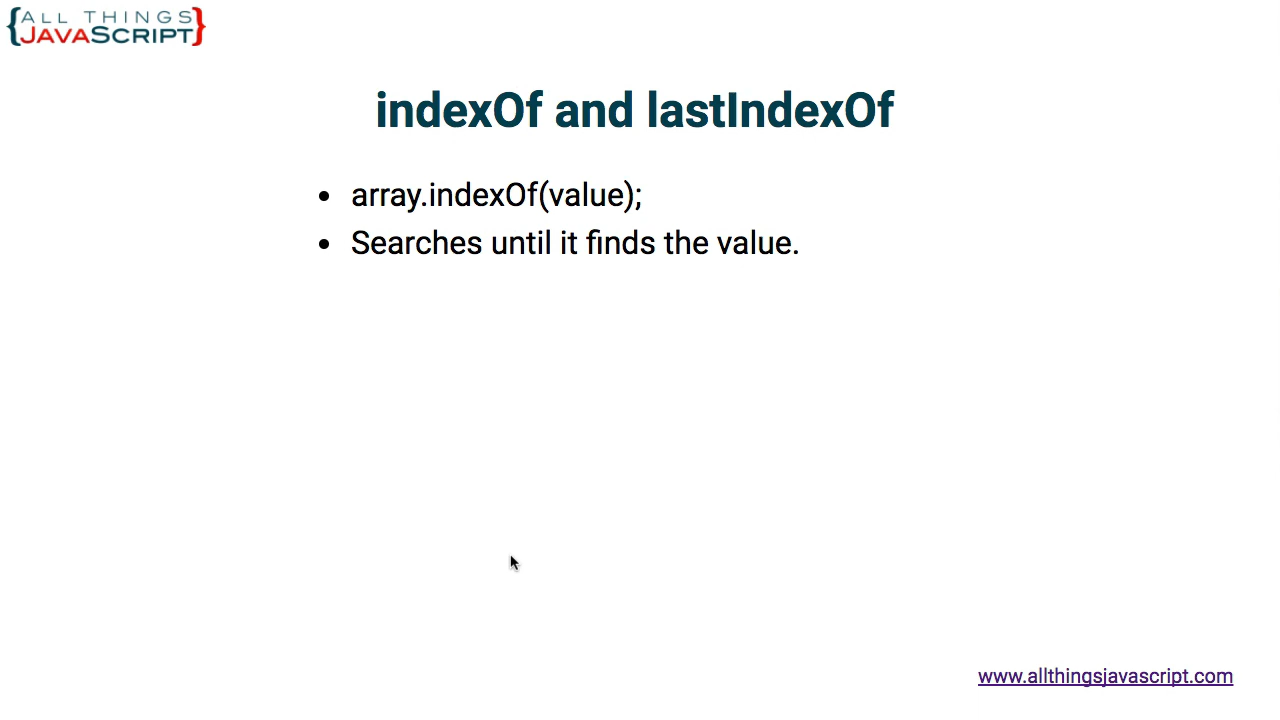 {ALL THINGS
JAVASCRIPT}
indexOf and lastIndexOf
• array.indexOf(value);
• Searches until it finds the value.
www.allthingsjavascript.com